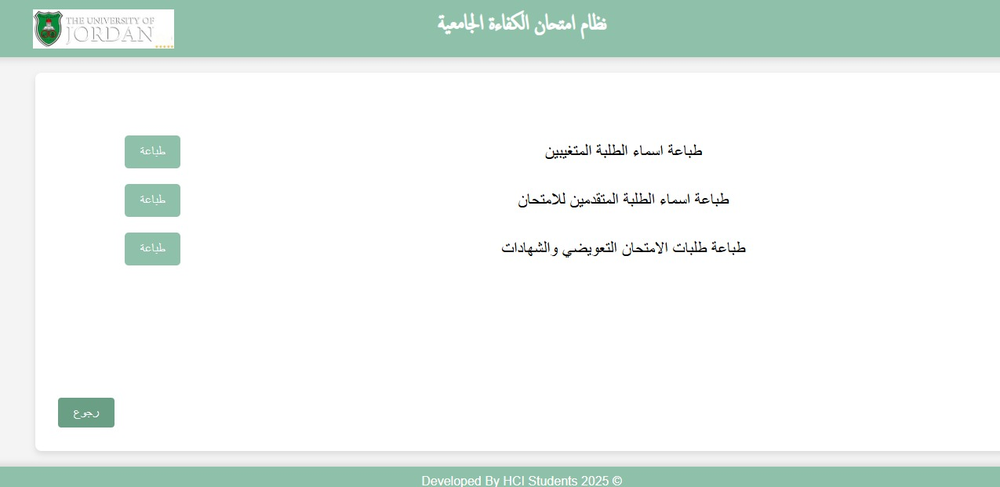 THE UNIVERSITY OF
JORDAN
نظام امتحان الكفاءة الجامعية
طباعة اسماء الطلبة المتغيبين
طباعة
طباعة اسماء الطلبة المتقدمين للامتحان
طباعة
طباعة طلبات الامتحان التعويضي والشهادات
طباعة
رجوع
Developed By HCI Students 2025 ©